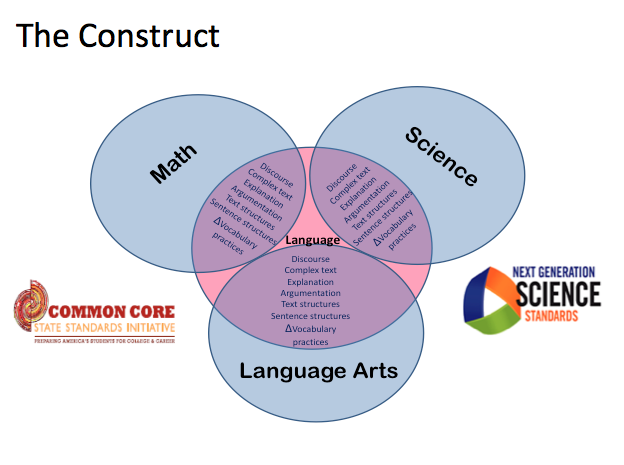 The Construct
Math
Discourse
Complex text
Explanation
Argumentation
Text structures
Sentence structures
ΔVocabulary
practices
Science
Discourse
Complex text
Explanation
Argumentation
Text structures
Sentence structures
ΔVocabulary
practices
Language
Discourse
Complex text
Explanation
Argumentation
Text structures
Sentence structures
ΔVocabulary
practices
Language Arts
COMMON CORE
STATE STANDARDS INITIATIVE
PREPARING AMERICA'S STUDENTS FOR COLLEGE & CAREER
NEXT GENERATION
SCIENCE
STANDARDS